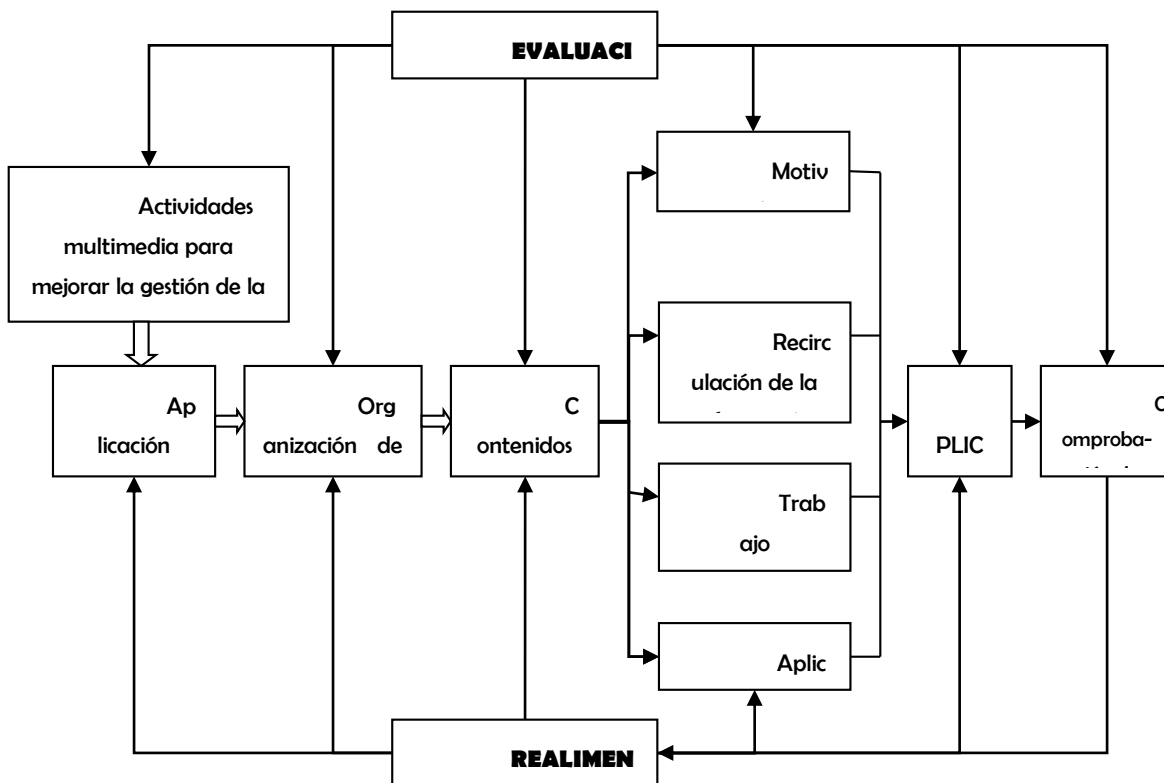 EVALUACI
Actividades
multimedia para
mejorar la gestión de la
Motiv
Recirc
ulación de la
Ap
licación
Org
anización de
C
ontenidos
Trab
ajo
Aplic
PLIC
C
omproba-
REALIMEN